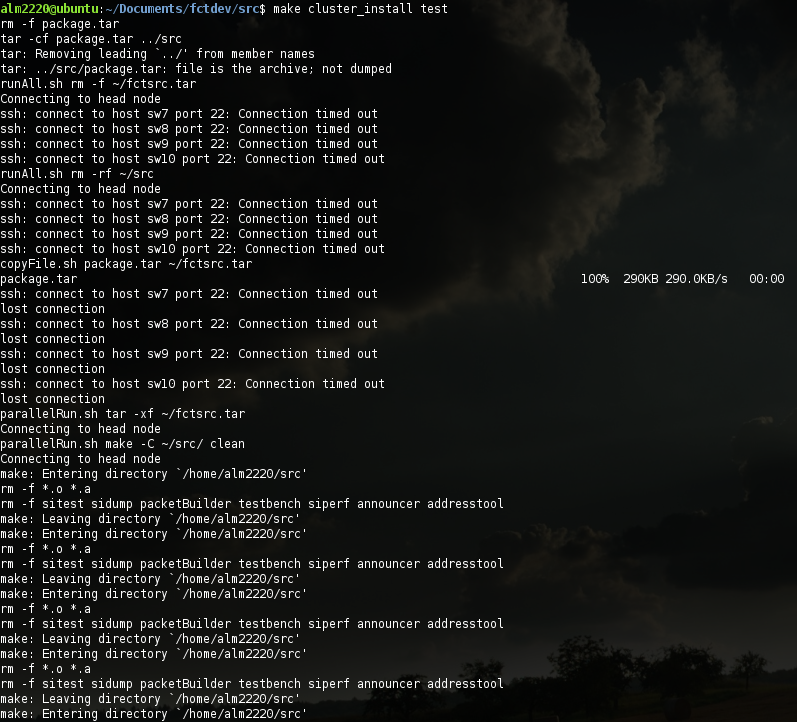 alm2220@ubuntu:~/Documents/fctdev/src$ make cluster_install test
rm -f package.tar
tar -cf package.tar ../src
tar: Removing leading `../' from member names
tar: ../src/package.tar: file is the archive; not dumped
runAll.sh rm -f ~/fctsrc.tar
Connecting to head node
ssh: connect to host sw7 port 22: Connection timed out
ssh: connect to host sw8 port 22: Connection timed out
ssh: connect to host sw9 port 22: Connection timed out
ssh: connect to host sw10 port 22: Connection timed out
runAll.sh rm -rf ~/src
Connecting to head node
ssh: connect to host sw7 port 22: Connection timed out
ssh: connect to host sw8 port 22: Connection timed out
ssh: connect to host sw9 port 22: Connection timed out
ssh: connect to host sw10 port 22: Connection timed out
copyFile.sh package.tar ~/fctsrc.tar
package.tar 100% 290KB 290.0KB/s 00:00
ssh: connect to host sw7 port 22: Connection timed out
lost connection
ssh: connect to host sw8 port 22: Connection timed out
lost connection
ssh: connect to host sw9 port 22: Connection timed out
lost connection
ssh: connect to host sw10 port 22: Connection timed out
lost connection
parallelRun.sh tar -xf ~/fctsrc.tar
Connecting to head node
parallelRun.sh make -C ~/src/ clean
Connecting to head node
make: Entering directory `/home/alm2220/src'
rm -f *.o *.a
rm -f sitest sidump packetBuilder testbench siperf announcer addresstool
make: Leaving directory `/home/alm2220/src'
make: Entering directory `/home/alm2220/src'
rm -f *.o *.a
rm -f sitest sidump packetBuilder testbench siperf announcer addresstool
make: Leaving directory `/home/alm2220/src'
make: Entering directory `/home/alm2220/src'
rm -f *.o *.a
rm -f sitest sidump packetBuilder testbench siperf announcer addresstool
make: Leaving directory `/home/alm2220/src'
make: Entering directory `/home/alm2220/src'
rm -f *.o *.a
rm -f sitest sidump packetBuilder testbench siperf announcer addresstool
make: Leaving directory `/home/alm2220/src'
make: Entering directory `/home/alm2220/src'